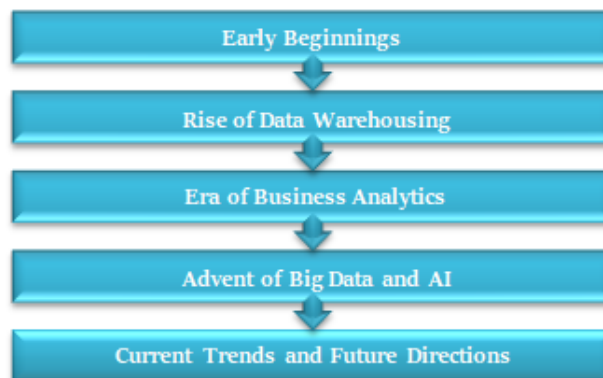 Early Beginnings
Rise of Data Warehousing
Era of Business Analytics
Advent of Big Data and AI
Current Trends and Future Directions